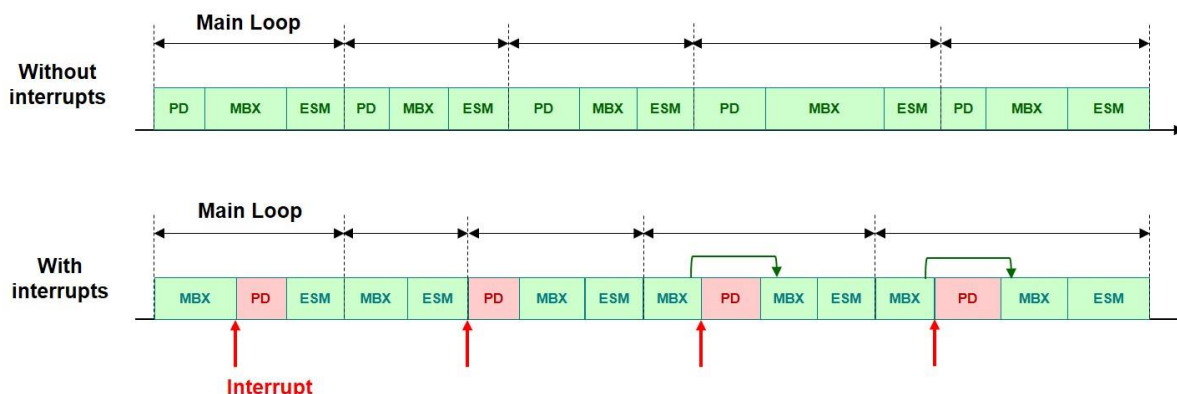 Main Loop
Without
interrupts
PD MBX ESM PD MBX ESM PD MBX ESM PD MBX ESM PD MBX ESM
Main Loop
With
interrupts
MBX PD ESM MBX ESM PD MBX ESM MBX PD MBX ESM MBX PD MBX ESM
Interrupt